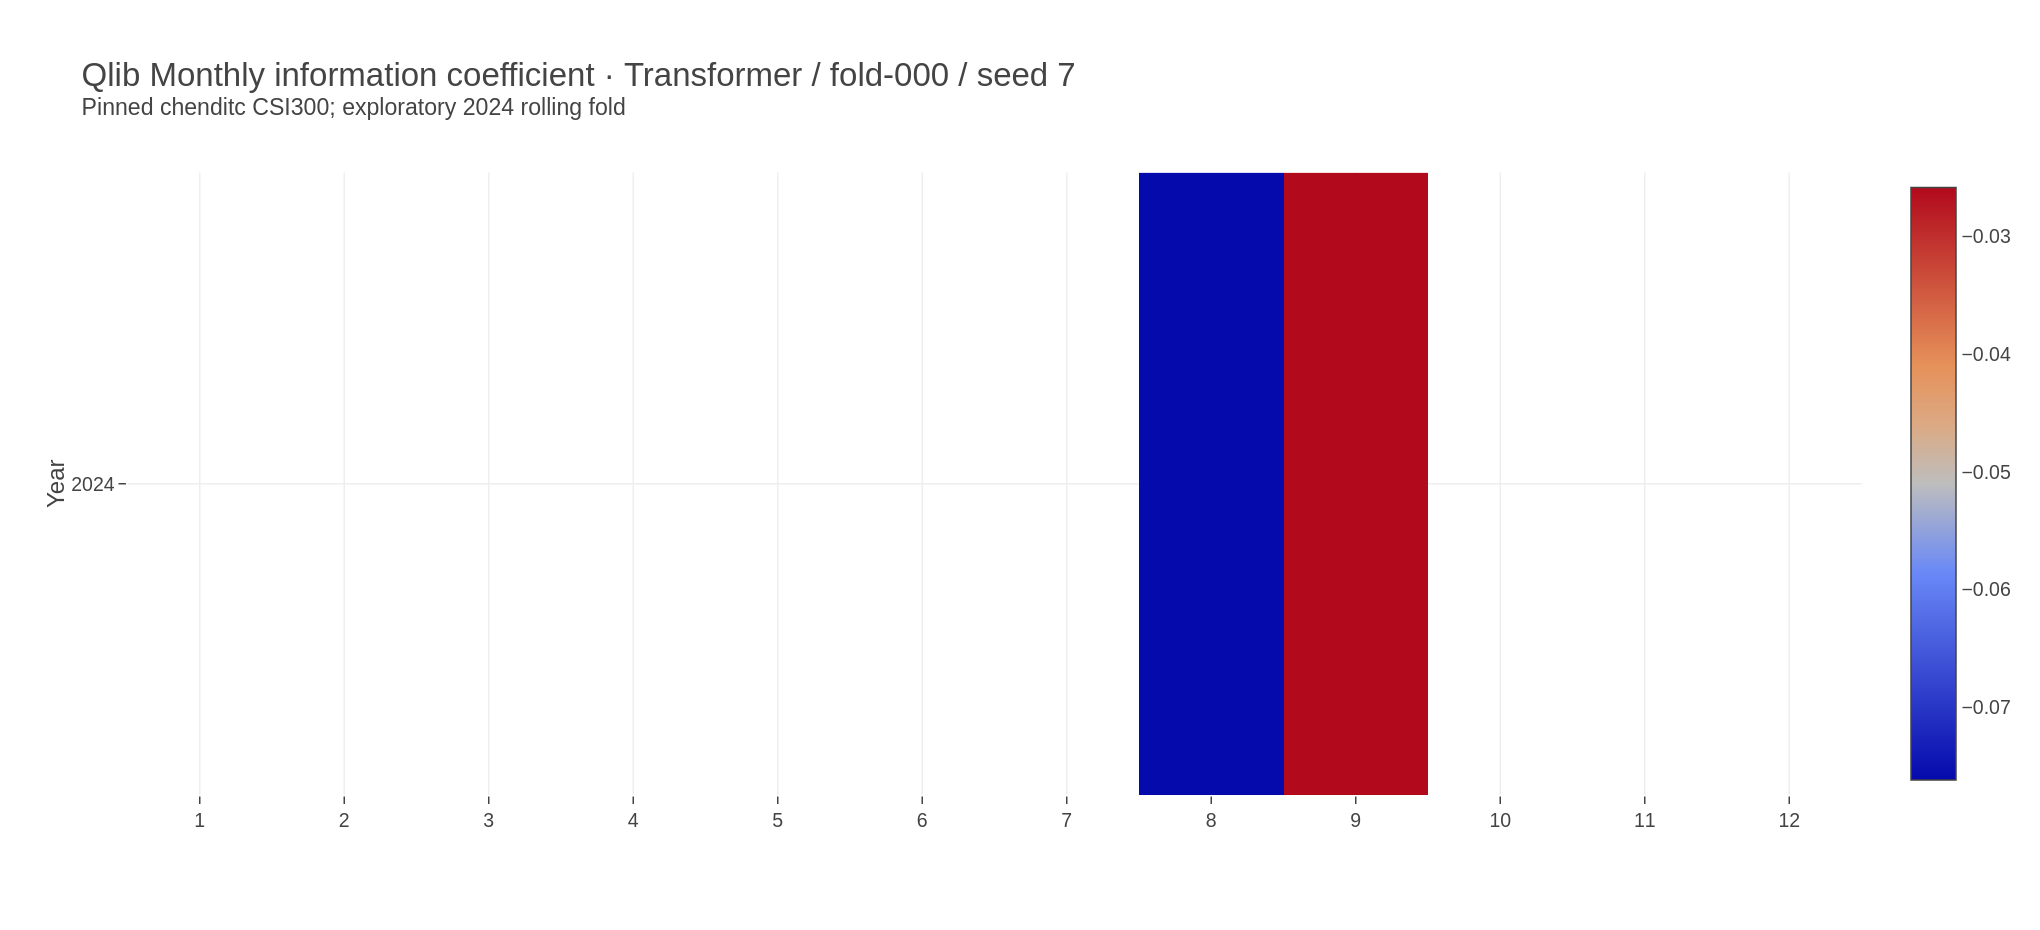 Qlib Monthly information coefficient · Transformer / fold-000 / seed 7
Pinned chenditc CSI300; exploratory 2024 rolling fold
−0.03
−0.04
−0.05
−0.06
−0.07
Year
2024
1 2 3 4 5 6 7 8 9 10 11 12